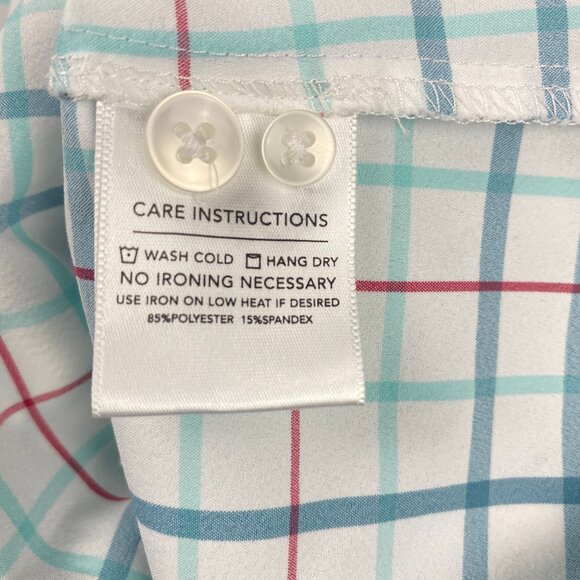 CARE INSTRUCTIONS
WASH COLD HANG DRY
NO IRONING NECESSARY
USE IRON ON LOW HEAT IF DESIRED
85%POLYESTER 15%SPANDEX